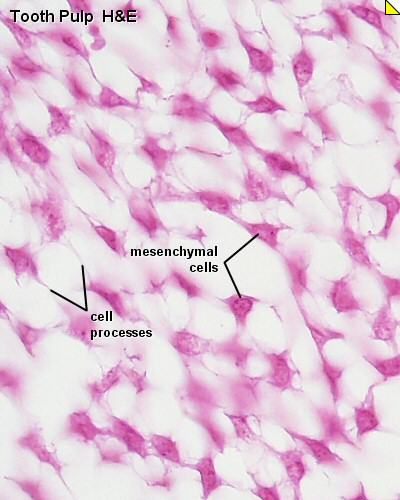 Tooth Pulp H&E
mesenchymal
cells
cell
processes